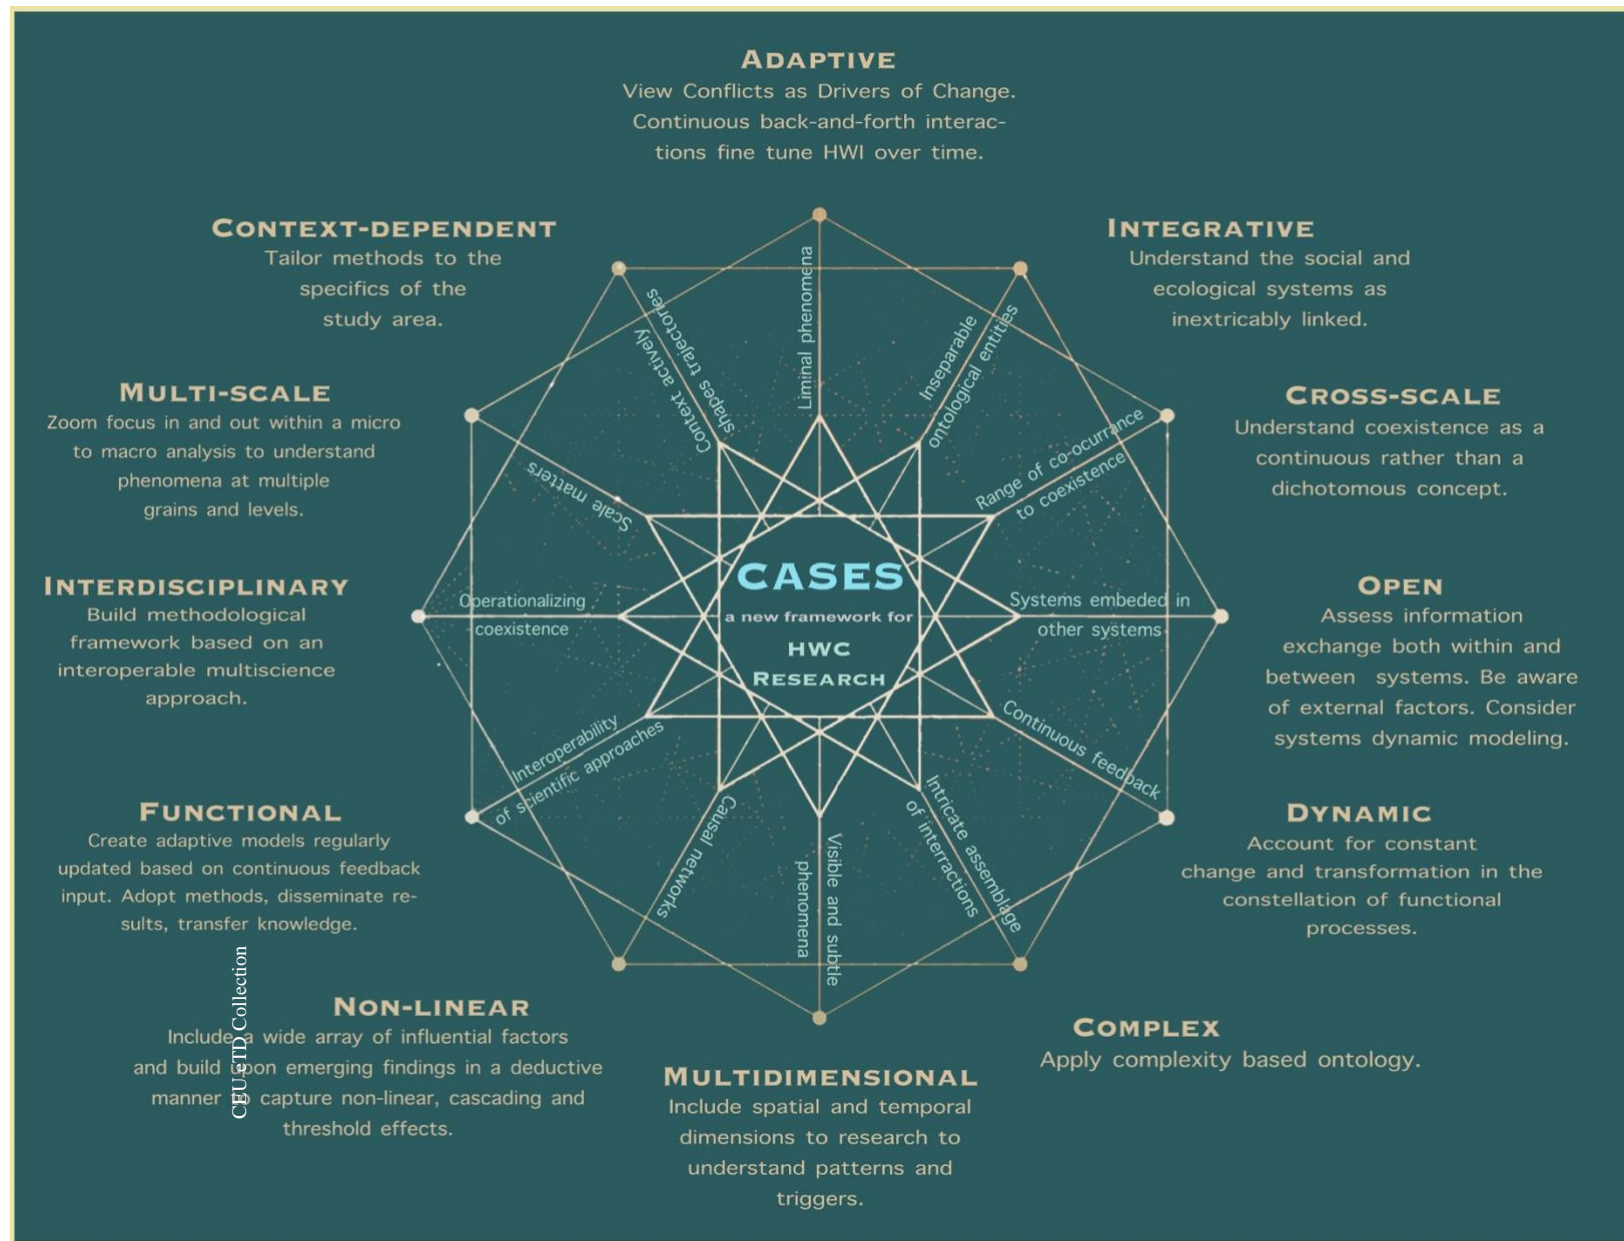 ADAPTIVE
View Conflicts as Drivers of Change.
Continuous back-and-forth interac-
tions fine tune HWI over time.
CONTEXT-DEPENDENT
Tailor methods to the
specifics of the
study area.
INTEGRATIVE
Understand the social and
ecological systems as
inextricably linked.
MULTI-SCALE
Zoom focus in and out within a micro
to macro analysis to understand
phenomena at multiple
grains and levels.
CROSS-SCALE
Understand coexistence as a
continuous rather than a
dichotomous concept.
INTERDISCIPLINARY
Build methodological
framework based on an
interoperable multiscience
approach.
OPEN
Assess information
exchange both within and
between systems. Be aware
of external factors. Consider
systems dynamic modeling.
FUNCTIONAL
Create adaptive models regularly
updated based on continuous feedback
input. Adopt methods, disseminate re-
sults, transfer knowledge.
DYNAMIC
Account for constant
change and transformation in the
constellation of functional
processes.
NON-LINEAR
Include a wide array of influential factors
and build upon emerging findings in a deductive
manner to capture non-linear, cascading and
threshold effects.
COMPLEX
Apply complexity based ontology.
MULTIDIMENSIONAL
Include spatial and temporal
dimensions to research to
understand patterns and
triggers.
Liminal phenomena
Inseparable
ontological entities
Range of co-ocurrance
to coexistence
Systems embeded in
other systems
Continuous feedback
Intricate assemblage
of interractions
Visible and subtle
phenomena
Causal networks
Interoperability
of scientific approaches
Operationalizing
coexistence
Scale matters
Context actively
shapes trajectories
CASES
a new framework for
HWC
RESEARCH
CEU eTD Collection